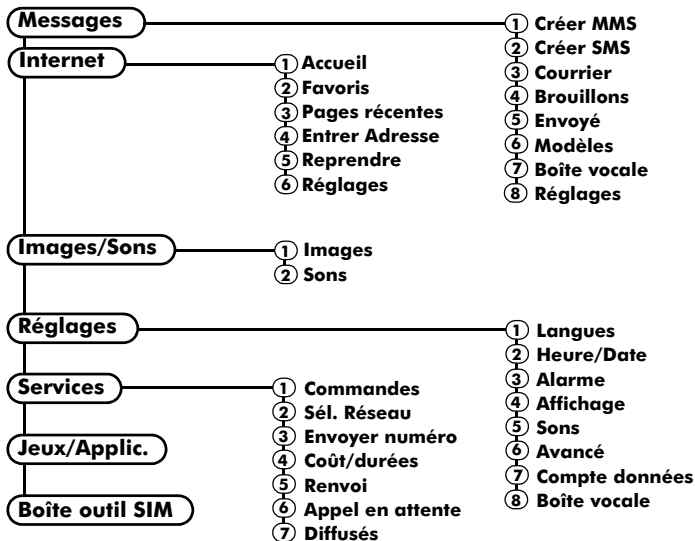 Messages
1 Créer MMS
2 Créer SMS
3 Courrier
4 Brouillons
5 Envoyé
6 Modèles
7 Boîte vocale
8 Réglages
Internet
1 Accueil
2 Favoris
3 Pages récentes
4 Entrer Adresse
5 Reprendre
6 Réglages
Images/Sons
1 Images
2 Sons
Réglages
1 Langues
2 Heure/Date
3 Alarme
4 Affichage
5 Sons
6 Avancé
7 Compte données
8 Boîte vocale
Services
1 Commandes
2 Sél. Réseau
3 Envoyer numéro
4 Coût/durées
5 Renvoi
6 Appel en attente
7 Diffusés
Jeux/Applic.
Boîte outil SIM